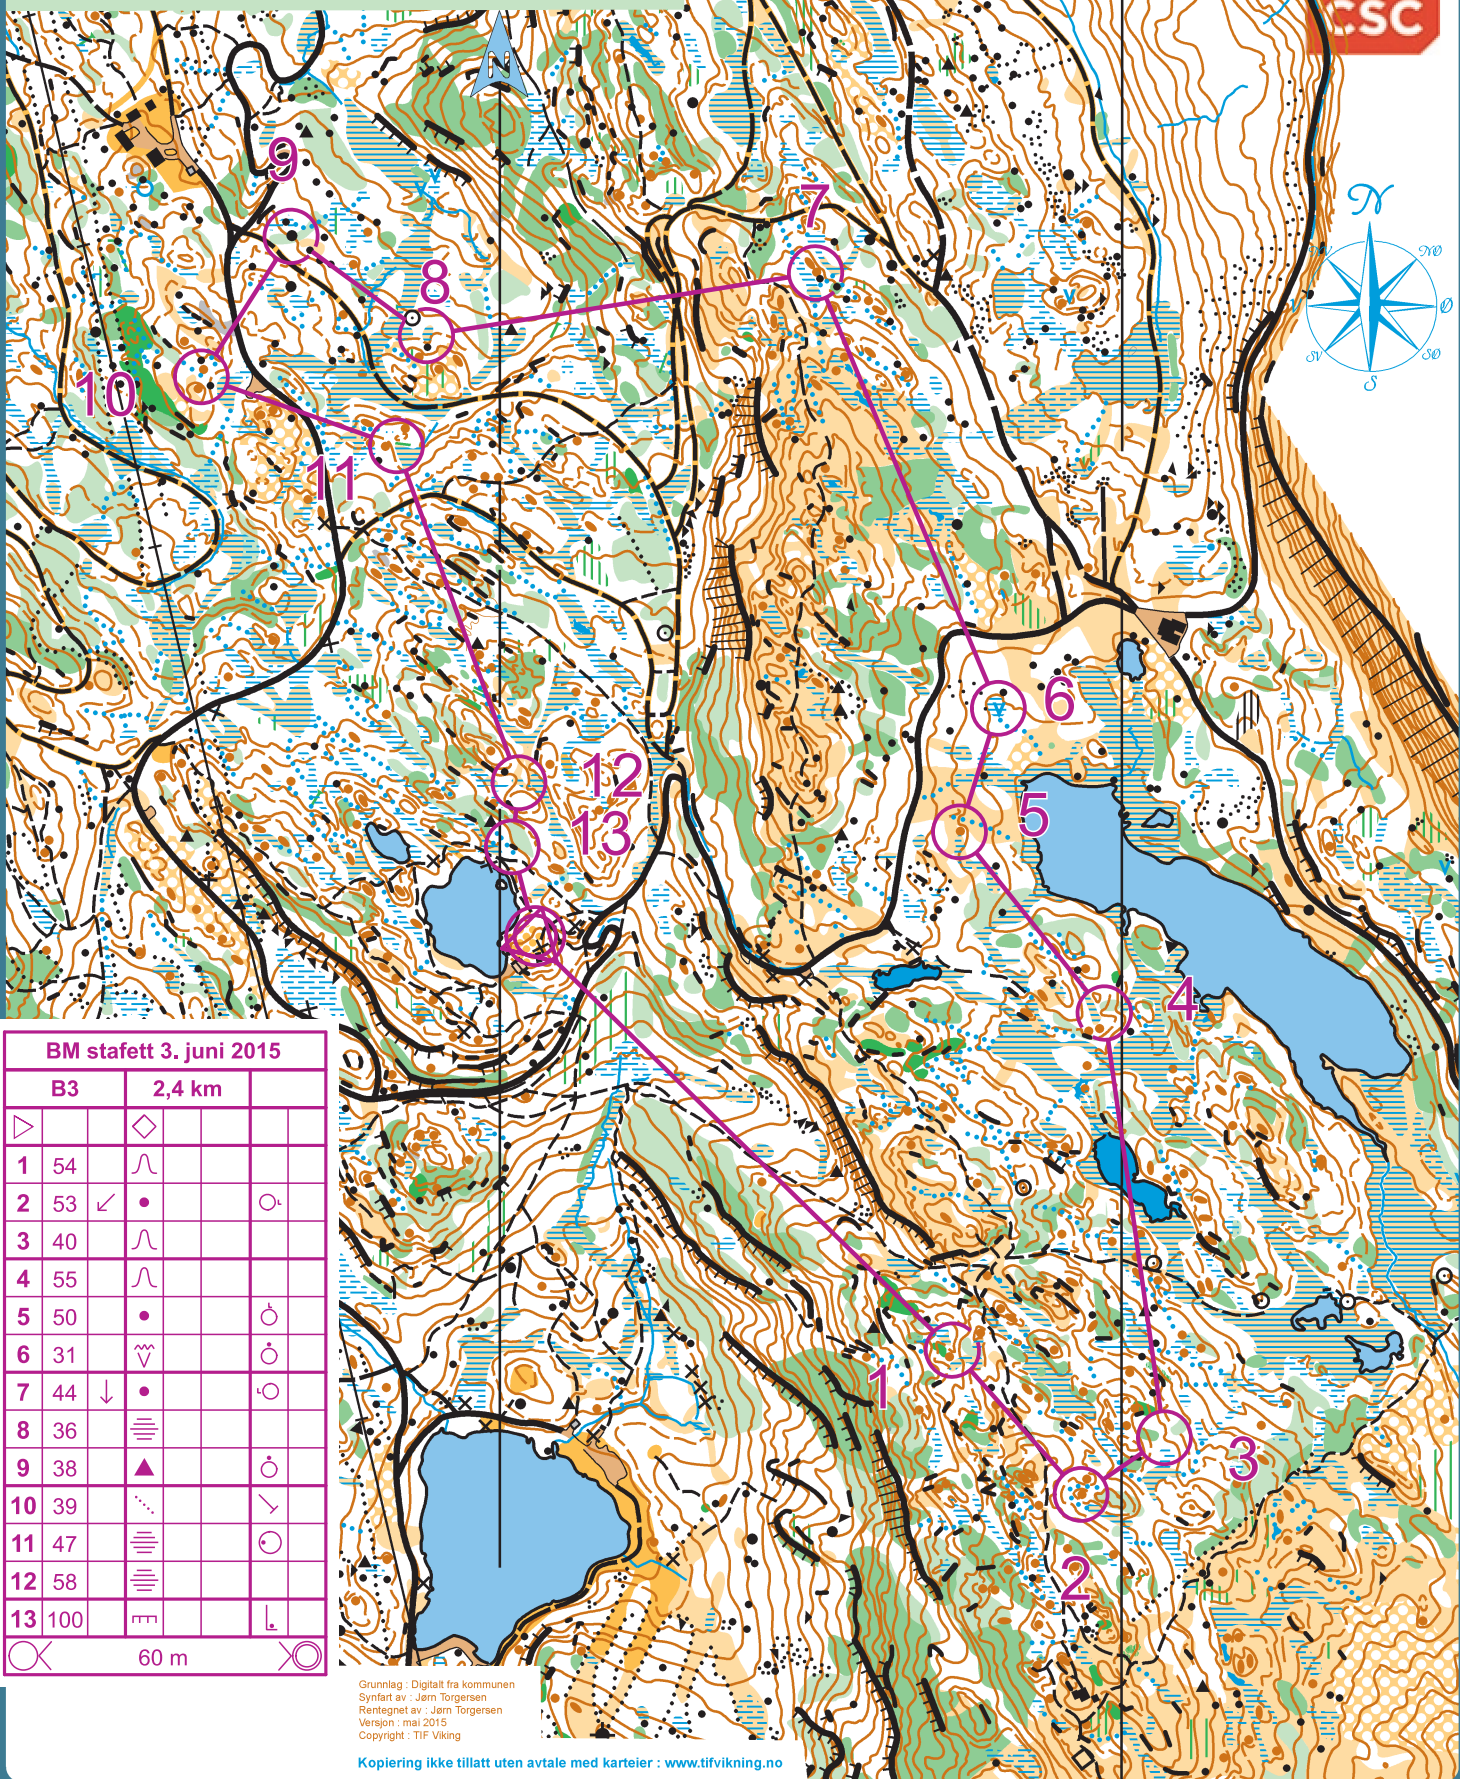 CSC
N
N
NØ
Ø
SØ
S
SV
9
7
8
10
11
6
12
5
13
4
1
3
2
BM stafett 3. juni 2015
B3 2,4 km
1 54
2 53
3 40
4 55
5 50
6 31
7 44
8 36
9 38
10 39
11 47
12 58
13 100
60 m
Grunnlag : Digitalt fra kommunen
Synfart av : Jørn Torgersen
Rentegnet av : Jørn Torgersen
Versjon : mai 2015
Copyright : TIF Viking
Kopiering ikke tillatt uten avtale med karteier : www.tifvikning.no